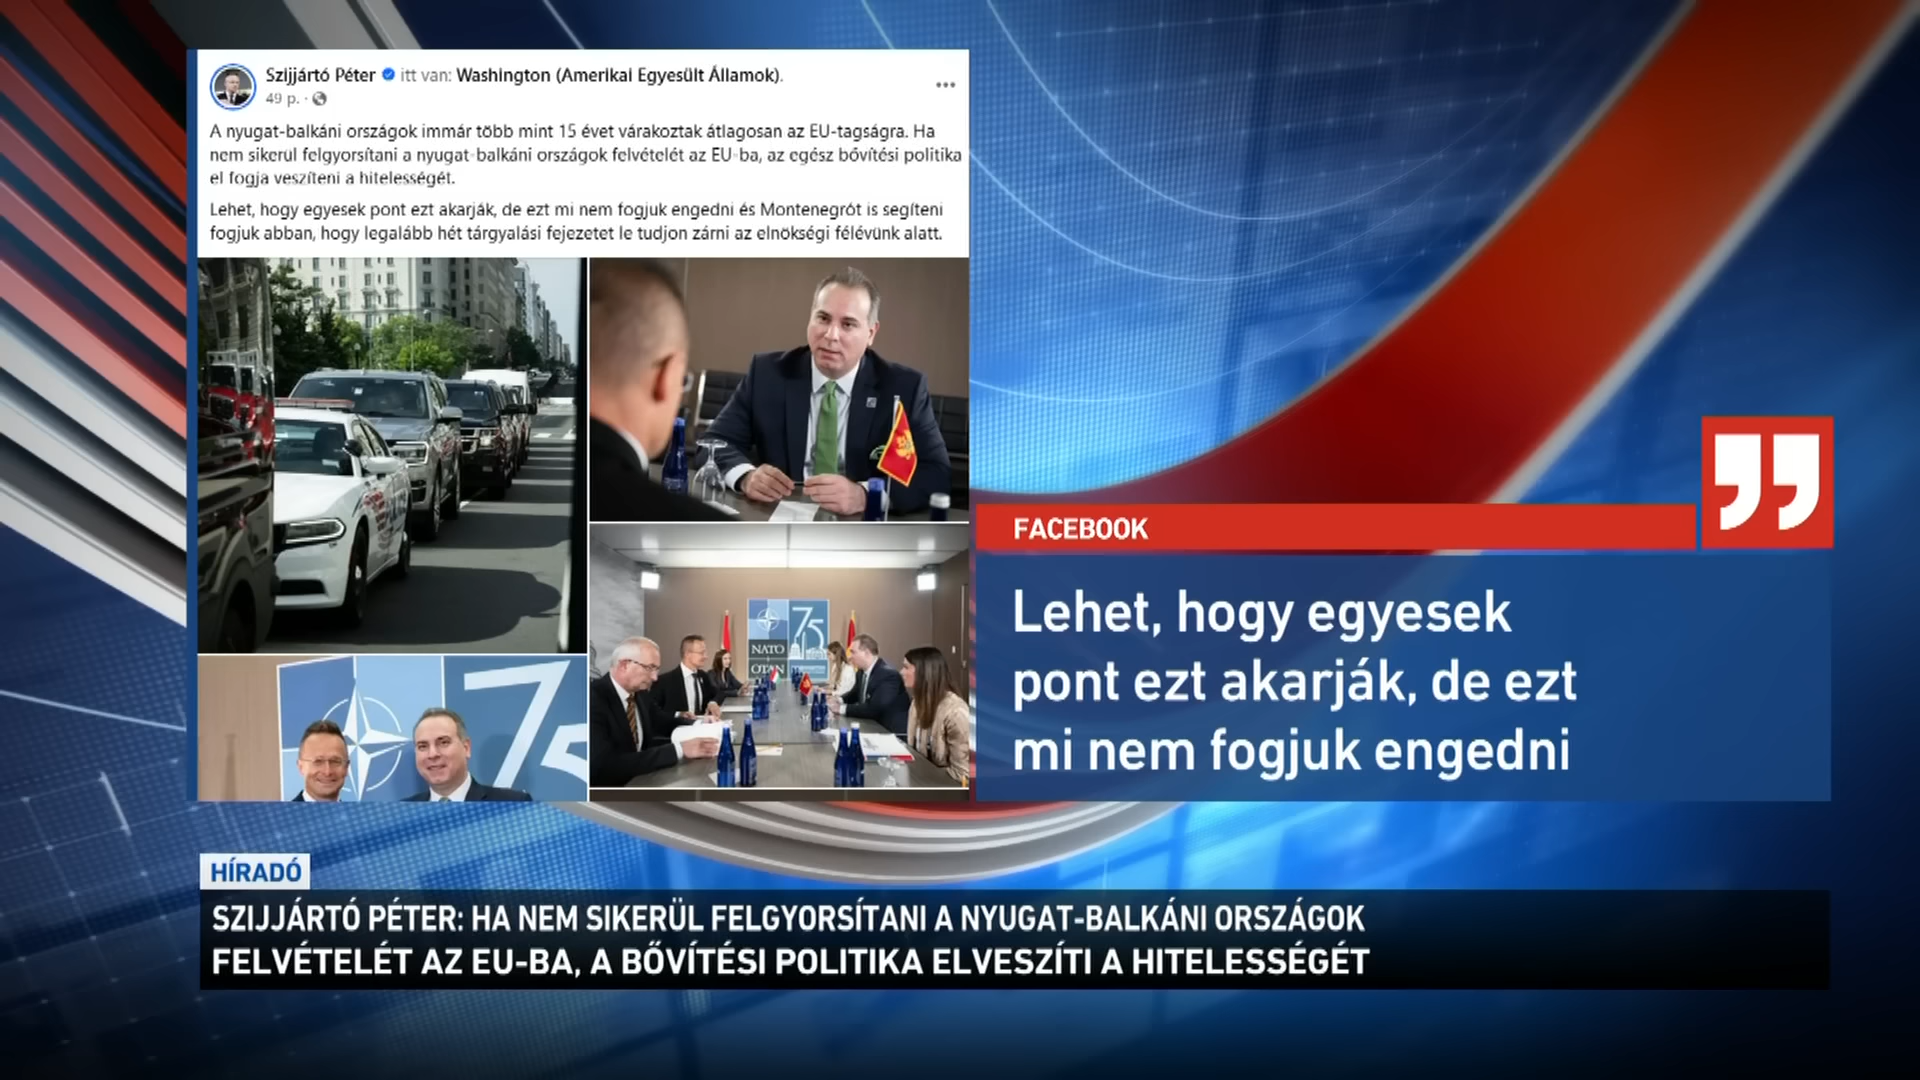 Szijjártó Péter itt van: Washington (Amerikai Egyesült Államok).
49 p. ·
A nyugat-balkáni országok immár több mint 15 évet várakoztak átlagosan az EU-tagságra. Ha
nem sikerül felgyorsítani a nyugat-balkáni országok felvételét az EU-ba, az egész bővítési politika
el fogja veszíteni a hitelességét.
Lehet, hogy egyesek pont ezt akarják, de ezt mi nem fogjuk engedni és Montenegrót is segíteni
fogjuk abban, hogy legalább hét tárgyalási fejezetet le tudjon zárni az elnökségi félévünk alatt.
75
NATO
OTAN
75
FACEBOOK
Lehet, hogy egyesek
pont ezt akarják, de ezt
mi nem fogjuk engedni
HÍRADÓ
SZIJJÁRTÓ PÉTER: HA NEM SIKERÜL FELGYORSÍTANI A NYUGAT-BALKÁNI ORSZÁGOK
FELVÉTELÉT AZ EU-BA, A BŐVÍTÉSI POLITIKA ELVESZÍTI A HITELESSÉGÉT